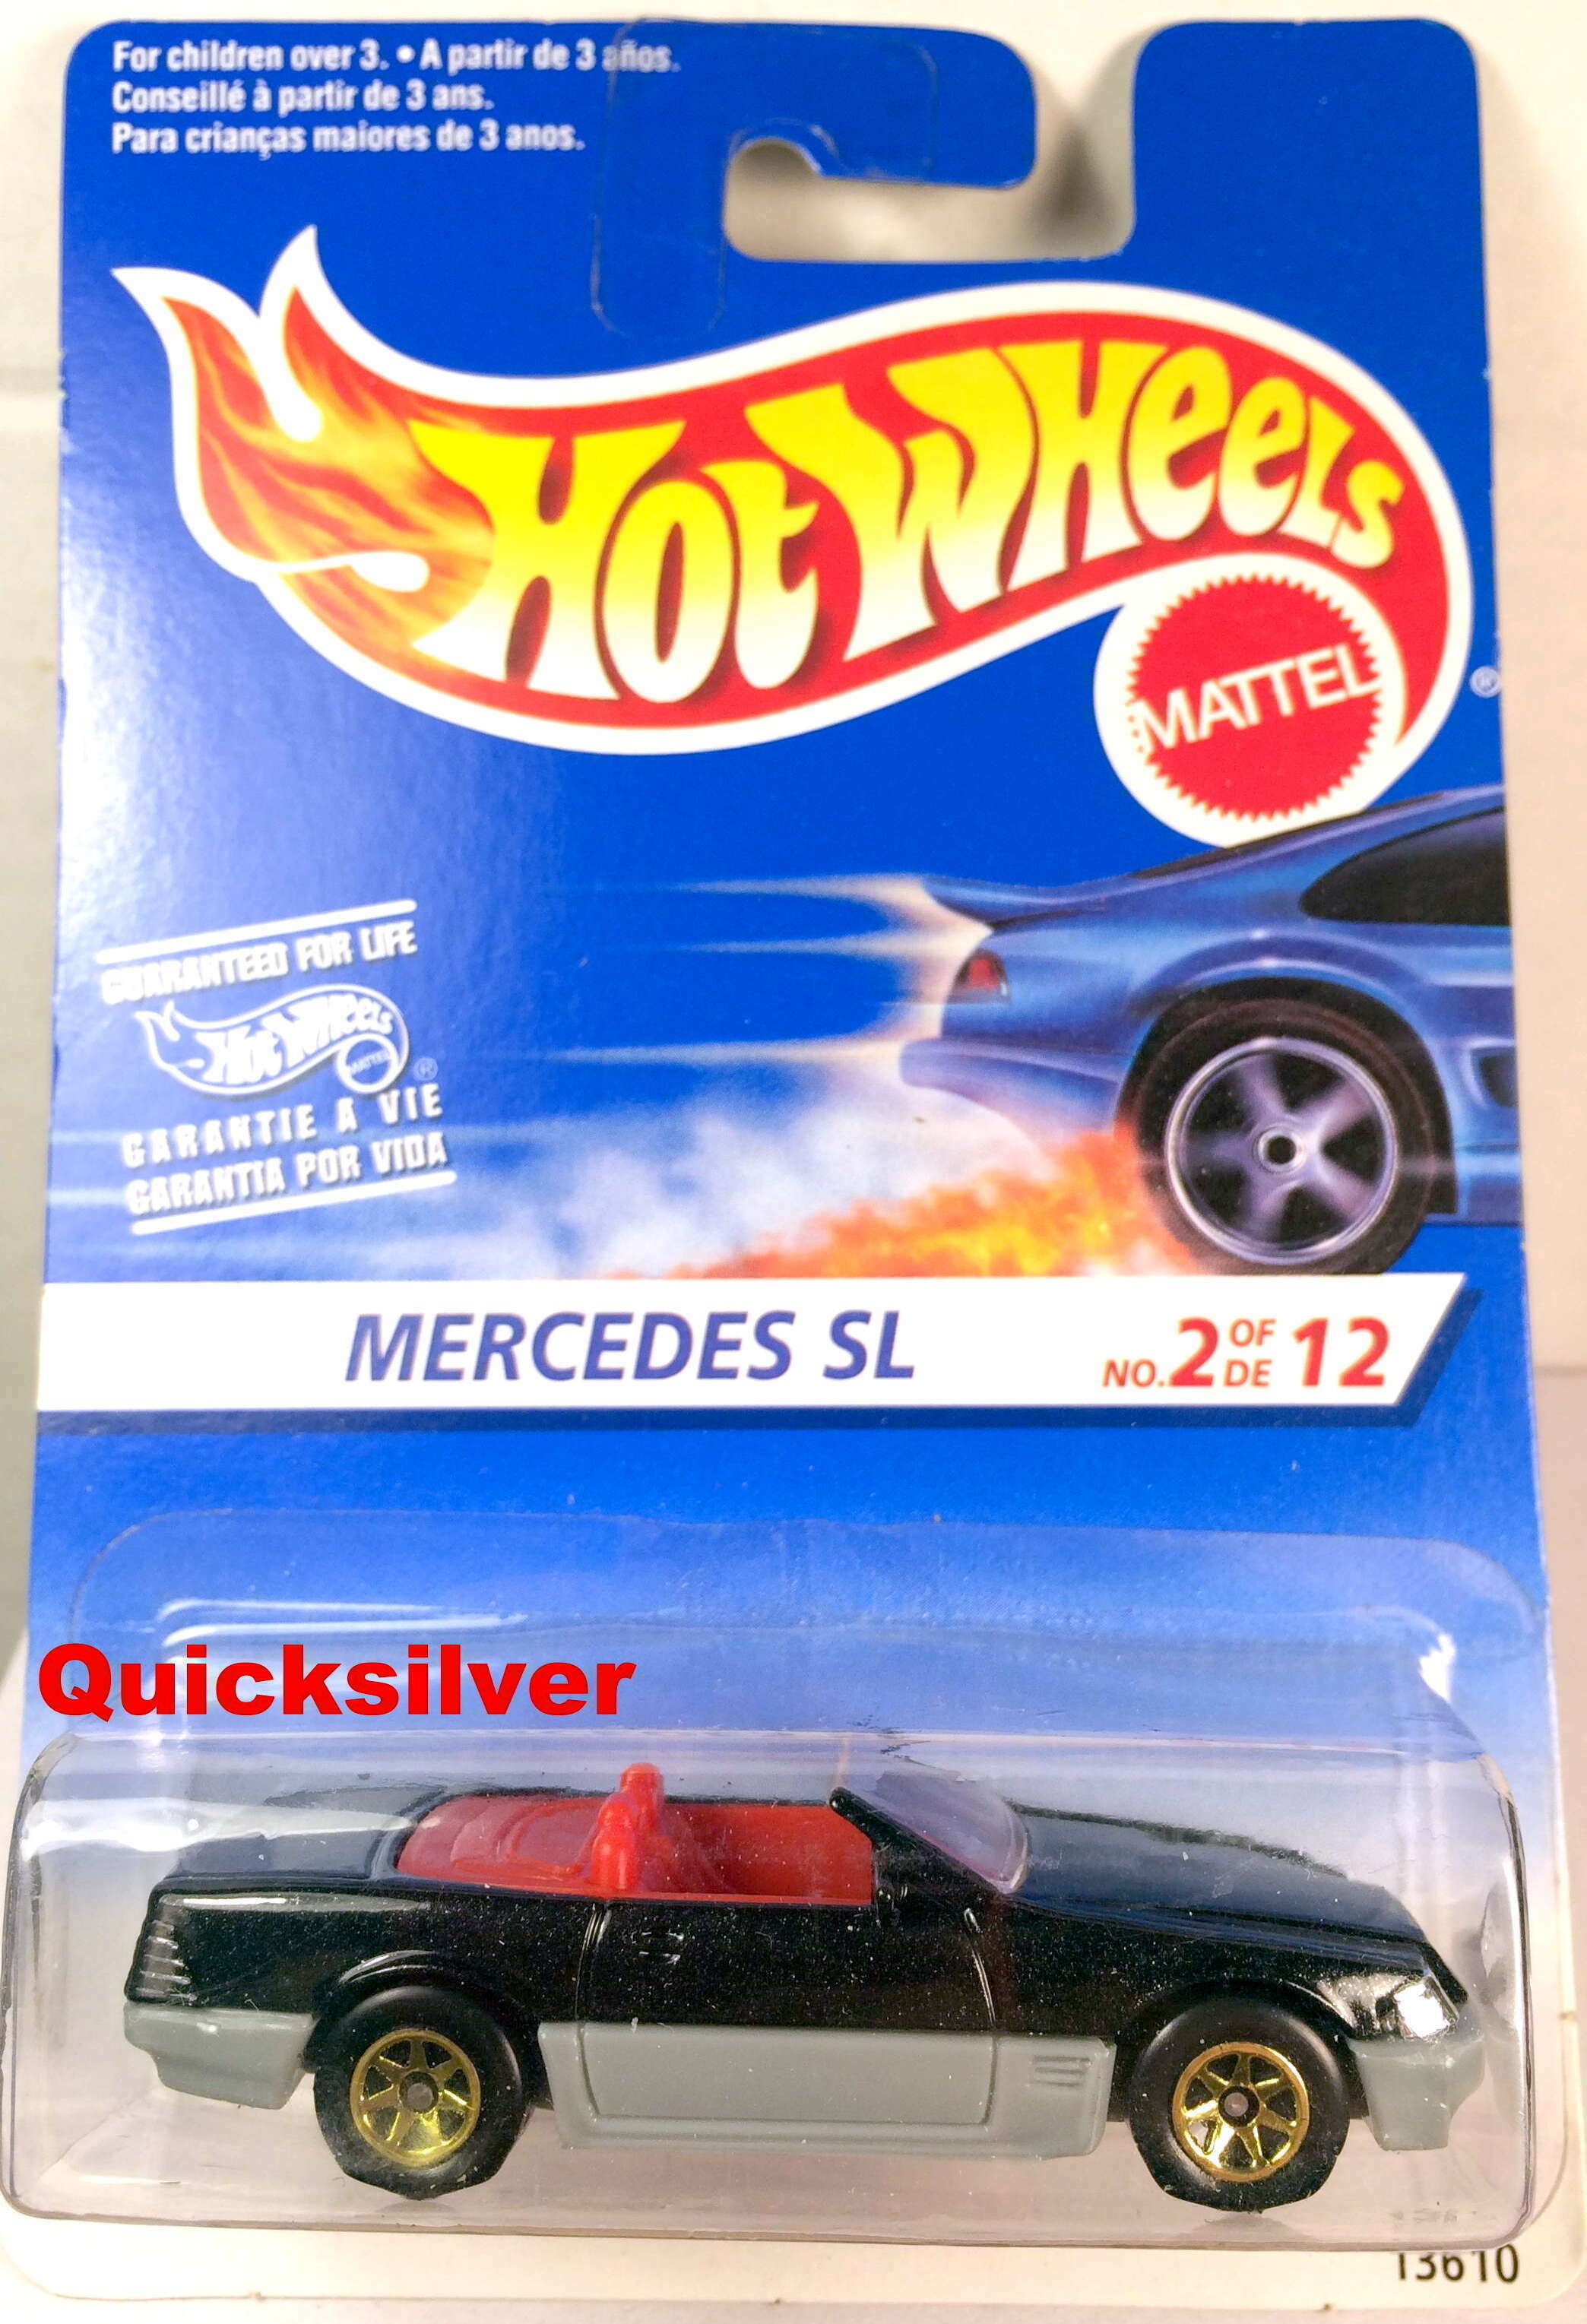 For children over 3. • A partir de 3 años.
Conseillé à partir de 3 ans.
Para crianças maiores de 3 anos.
Hot Wheels
MATTEL
®
GUARANTEED FOR LIFE
Hot Wheels
MATTEL
®
GARANTIE A VIE
GARANTIA POR VIDA
MERCEDES SL
NO. 2 OF DE 12
Quicksilver
13610